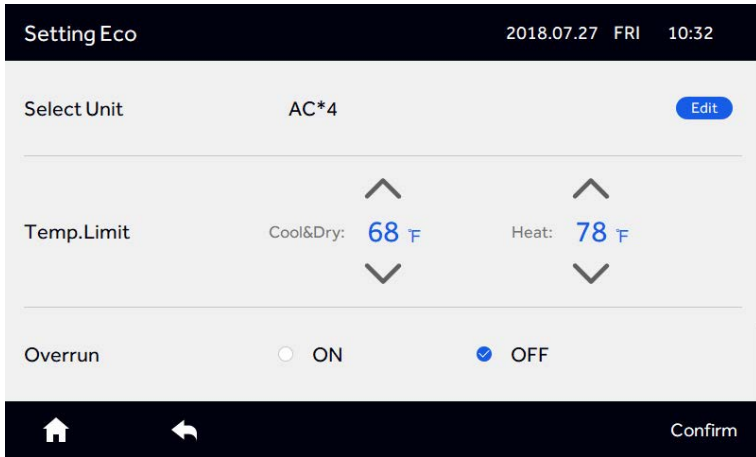 Setting Eco 2018.07.27 FRI 10:32
Select Unit AC*4 Edit
Temp.Limit Cool&Dry: 68 °F Heat: 78 °F
Overrun ON OFF
Confirm